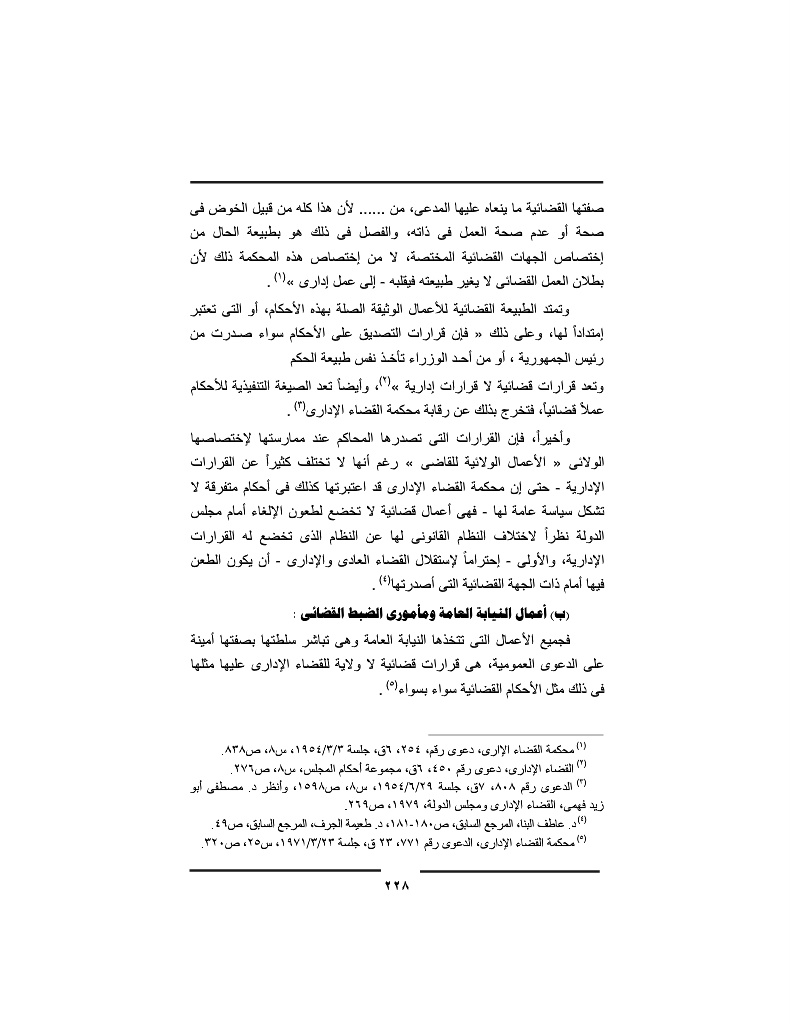 صفتها القضائية ما ينعاه عليها المدعى، من ...... لأن هذا كله من قبيل الخوض فى
صحة أو عدم صحة العمل فى ذاته، والفصل فى ذلك هو بطبيعة الحال من
إختصاص الجهات القضائية المختصة، لا من إختصاص هذه المحكمة ذلك لأن
بطلان العمل القضائى لا يغير طبيعته فيقلبه - إلى عمل إدارى »(١) .
وتمتد الطبيعة القضائية للأعمال الوثيقة الصلة بهذه الأحكام، أو التى تعتبر
إمتداداً لها، وعلى ذلك « فإن قرارات التصديق على الأحكام سواء صدرت من
رئيس الجمهورية ، أو من أحد الوزراء تأخذ نفس طبيعة الحكم
وتعد قرارات قضائية لا قرارات إدارية »(٢)، وأيضاً تعد الصيغة التنفيذية للأحكام
عملاً قضائياً، فتخرج بذلك عن رقابة محكمة القضاء الإدارى(٣) .
وأخيراً، فإن القرارات التى تصدرها المحاكم عند ممارستها لإختصاصها
الولائى « الأعمال الولائية للقاضى » رغم أنها لا تختلف كثيراً عن القرارات
الإدارية - حتى إن محكمة القضاء الإدارى قد اعتبرتها كذلك فى أحكام متفرقة لا
تشكل سياسة عامة لها - فهى أعمال قضائية لا تخضع لطعون الإلغاء أمام مجلس
الدولة نظراً لاختلاف النظام القانونى لها عن النظام الذى تخضع له القرارات
الإدارية، والأولى - إحتراماً لإستقلال القضاء العادى والإدارى - أن يكون الطعن
فيها أمام ذات الجهة القضائية التى أصدرتها(٤) .
(ب) أعمال النيابة العامة ومأمورى الضبط القضائى :
فجميع الأعمال التى تتخذها النيابة العامة وهى تباشر سلطتها بصفتها أمينة
على الدعوى العمومية، هى قرارات قضائية لا ولاية للقضاء الإدارى عليها مثلها
فى ذلك مثل الأحكام القضائية سواء بسواء(٥) .
(١) محكمة القضاء الإارى، دعوى رقم، ٢٥٤، ٦ق، جلسة ١٩٥٤/٣/٣، س٨، ص٨٣٨.
(٢) القضاء الإدارى، دعوى رقم ٤٥٠، ٦ق، مجموعة أحكام المجلس، س٨، ص٢٧٦.
(٣) الدعوى رقم ٨٠٨، ٧ق، جلسة ١٩٥٤/٦/٢٩، س٨، ص١٥٩٨، وأنظر د. مصطفى أبو
زيد فهمى، القضاء الإدارى ومجلس الدولة، ١٩٧٩، ص٢٦٩.
(٤)د. عاطف البنا، المرجع السابق، ص١٨٠-١٨١، د. طعيمة الجرف، المرجع السابق، ص٤٩.
(٥) محكمة القضاء الإدارى، الدعوى رقم ٧٧١، ٢٣ ق، جلسة ١٩٧١/٣/٢٣، س٢٥، ص٣٢٠.
٢٢٨